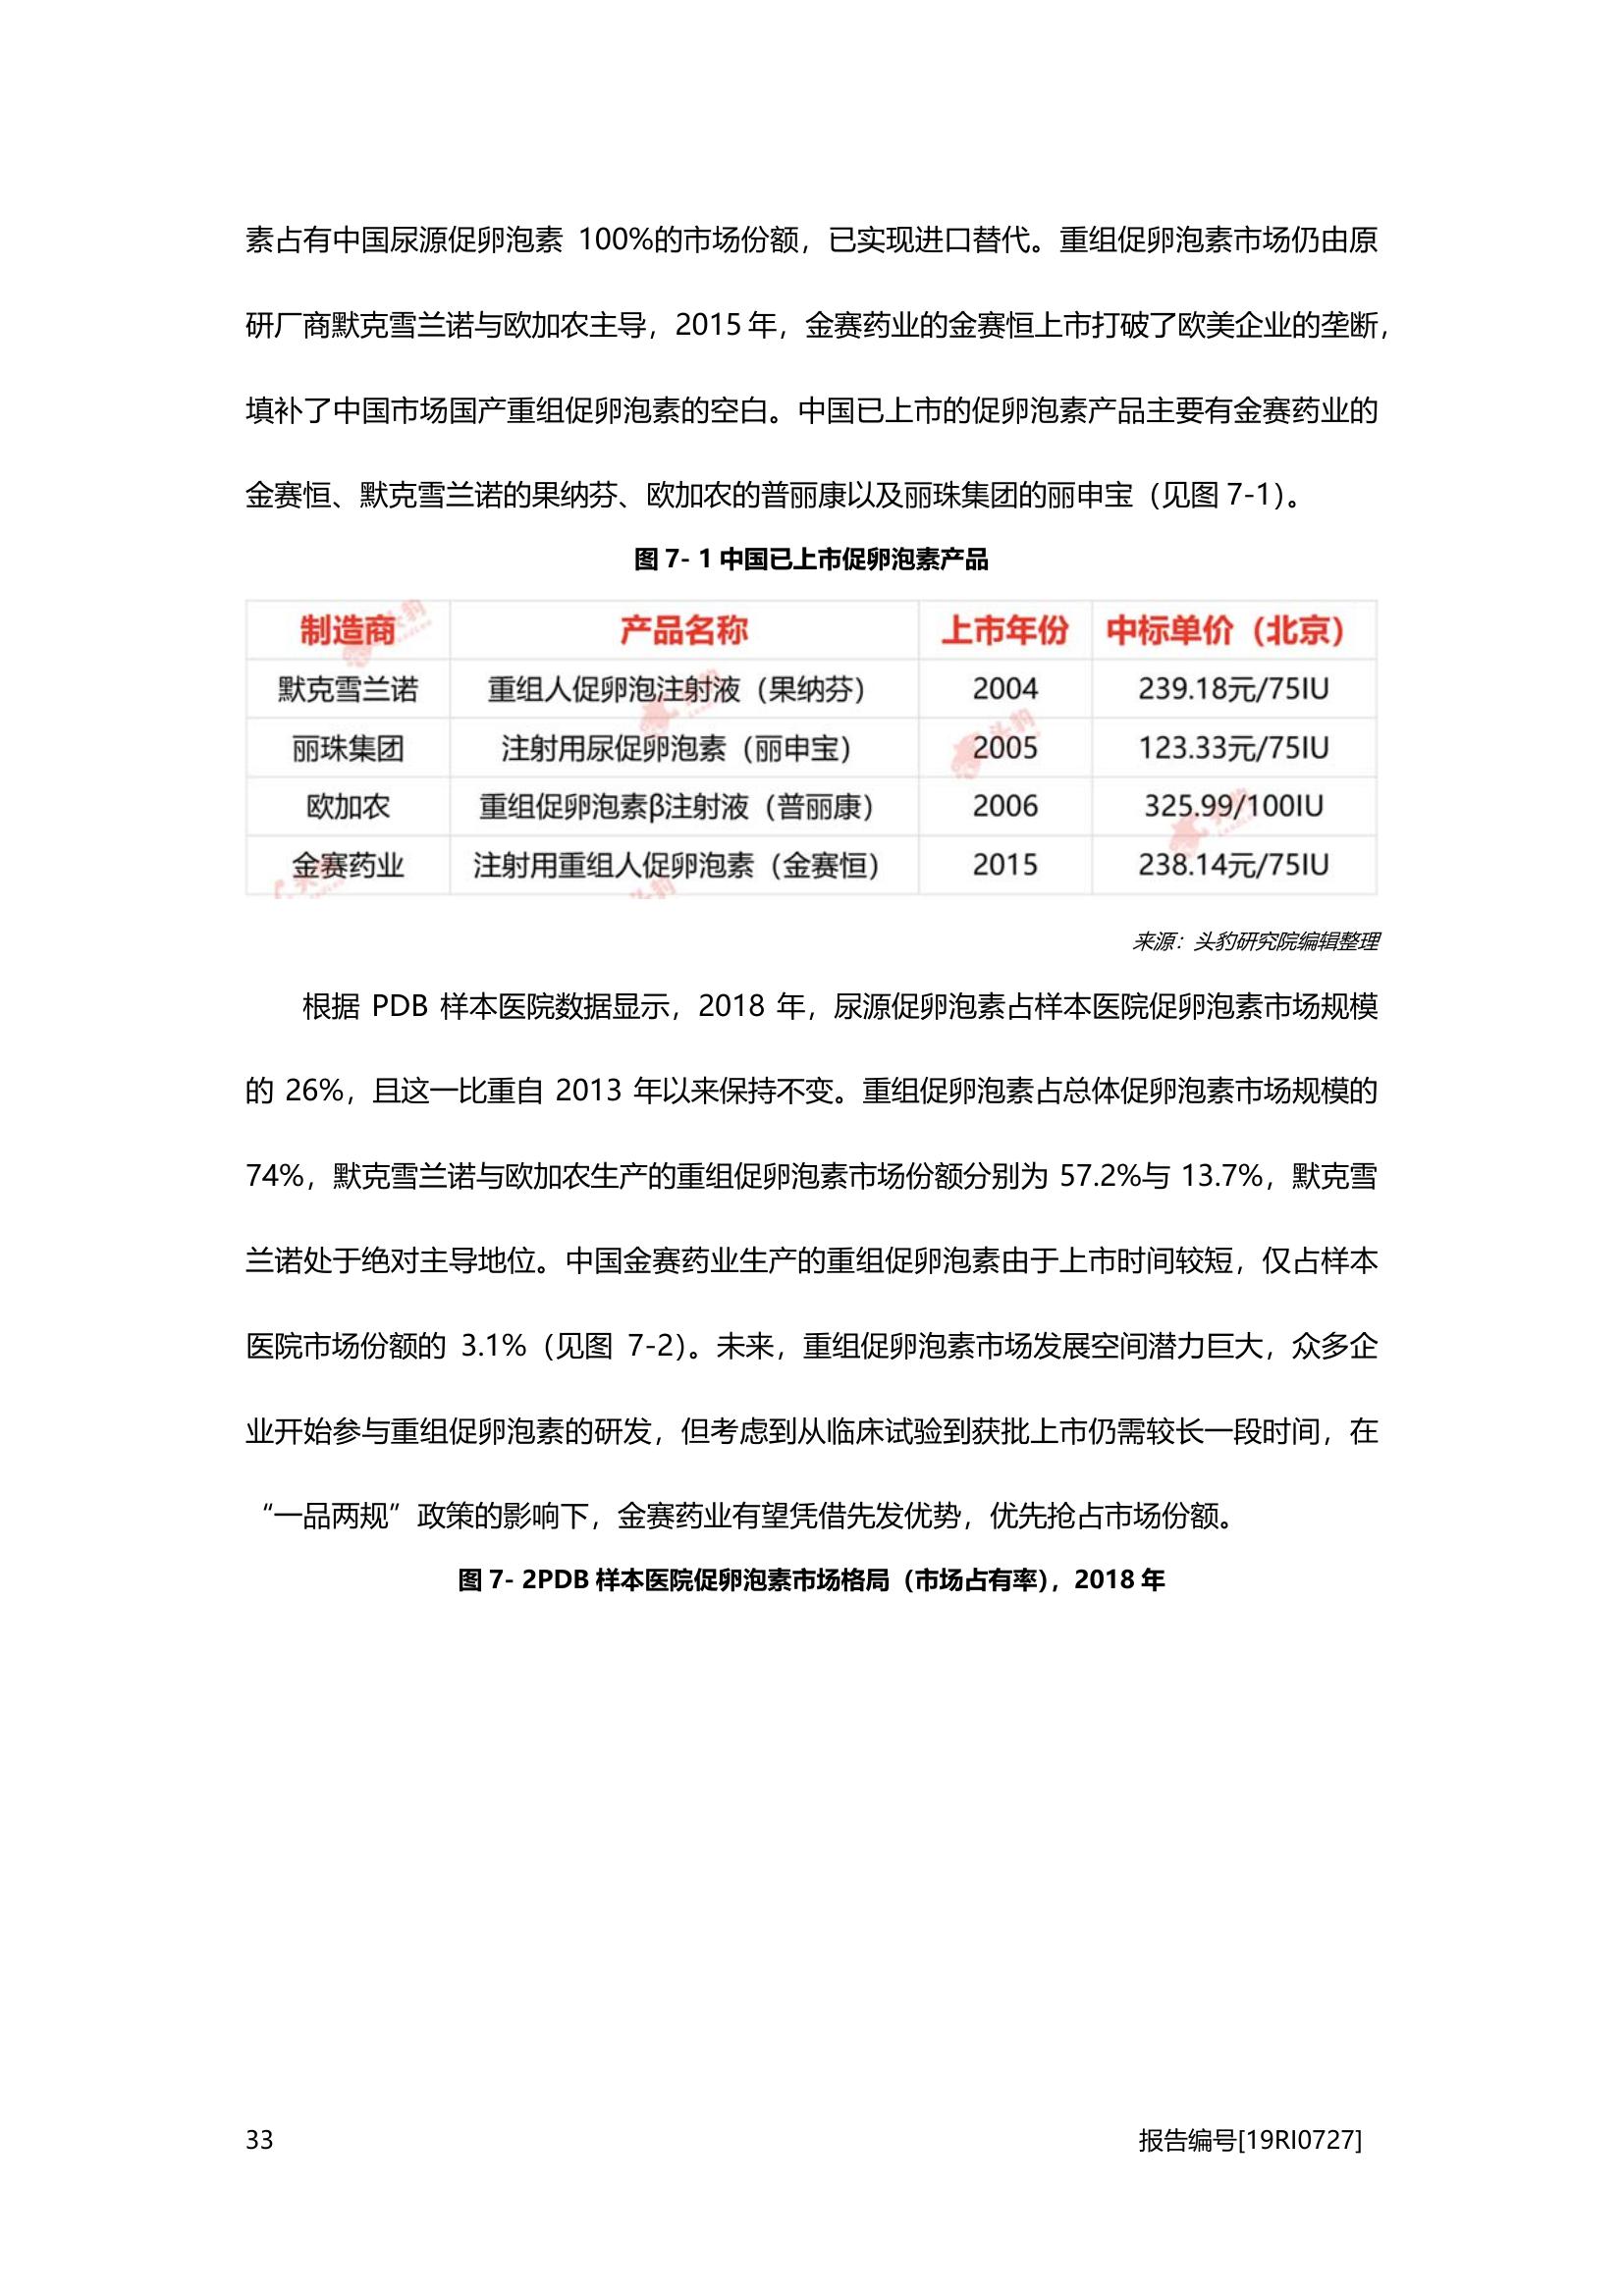 素占有中国尿源促卵泡素 100%的市场份额，已实现进口替代。重组促卵泡素市场仍由原
研厂商默克雪兰诺与欧加农主导，2015 年，金赛药业的金赛恒上市打破了欧美企业的垄断，
填补了中国市场国产重组促卵泡素的空白。中国已上市的促卵泡素产品主要有金赛药业的
金赛恒、默克雪兰诺的果纳芬、欧加农的普丽康以及丽珠集团的丽申宝（见图 7-1）。
图 7- 1 中国已上市促卵泡素产品
制造商 产品名称 上市年份 中标单价（北京）
默克雪兰诺 重组人促卵泡注射液（果纳芬） 2004 239.18元/75IU
丽珠集团 注射用尿促卵泡素（丽申宝） 2005 123.33元/75IU
欧加农 重组促卵泡素β注射液（普丽康） 2006 325.99/100IU
金赛药业 注射用重组人促卵泡素（金赛恒） 2015 238.14元/75IU
来源：头豹研究院编辑整理
根据 PDB 样本医院数据显示，2018 年，尿源促卵泡素占样本医院促卵泡素市场规模
的 26%，且这一比重自 2013 年以来保持不变。重组促卵泡素占总体促卵泡素市场规模的
74%，默克雪兰诺与欧加农生产的重组促卵泡素市场份额分别为 57.2%与 13.7%，默克雪
兰诺处于绝对主导地位。中国金赛药业生产的重组促卵泡素由于上市时间较短，仅占样本
医院市场份额的 3.1%（见图 7-2）。未来，重组促卵泡素市场发展空间潜力巨大，众多企
业开始参与重组促卵泡素的研发，但考虑到从临床试验到获批上市仍需较长一段时间，在
“一品两规”政策的影响下，金赛药业有望凭借先发优势，优先抢占市场份额。
图 7- 2PDB 样本医院促卵泡素市场格局（市场占有率），2018 年
33 报告编号[19RI0727]